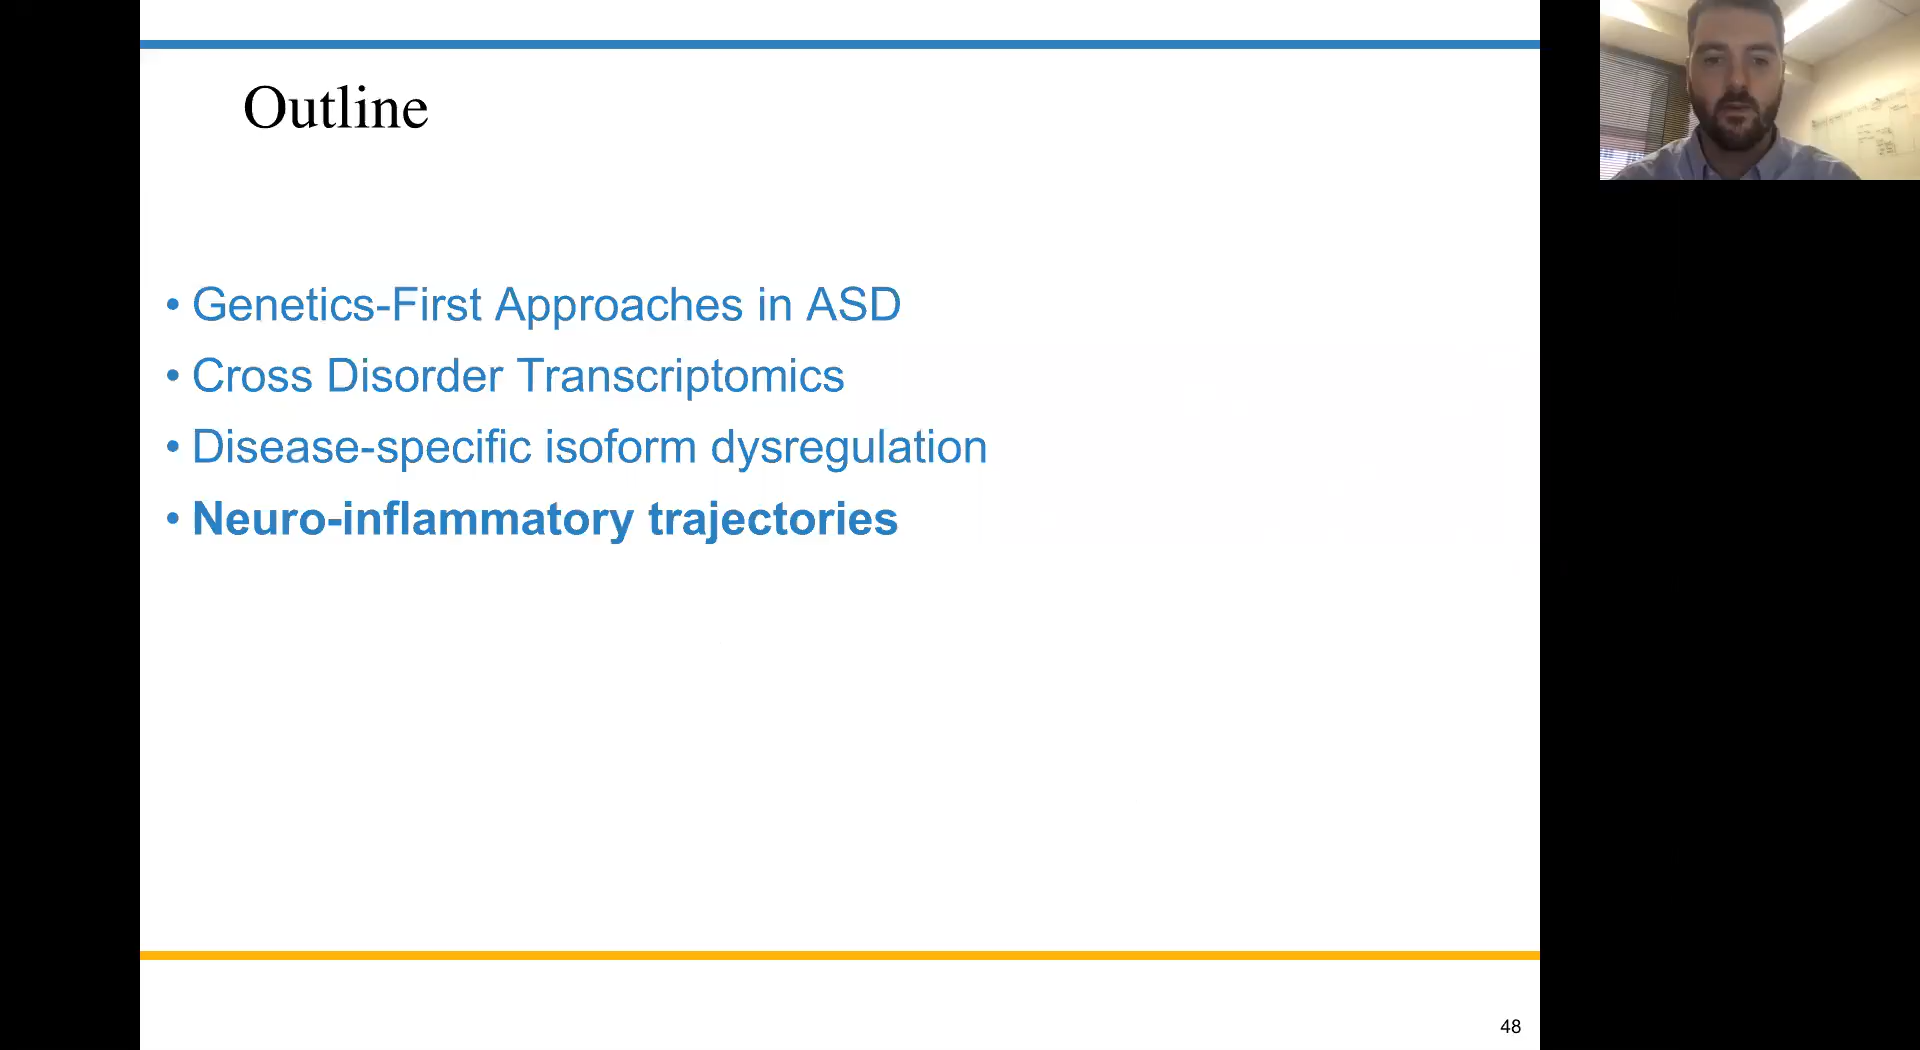 Outline
• Genetics-First Approaches in ASD
• Cross Disorder Transcriptomics
• Disease-specific isoform dysregulation
• Neuro-inflammatory trajectories
48